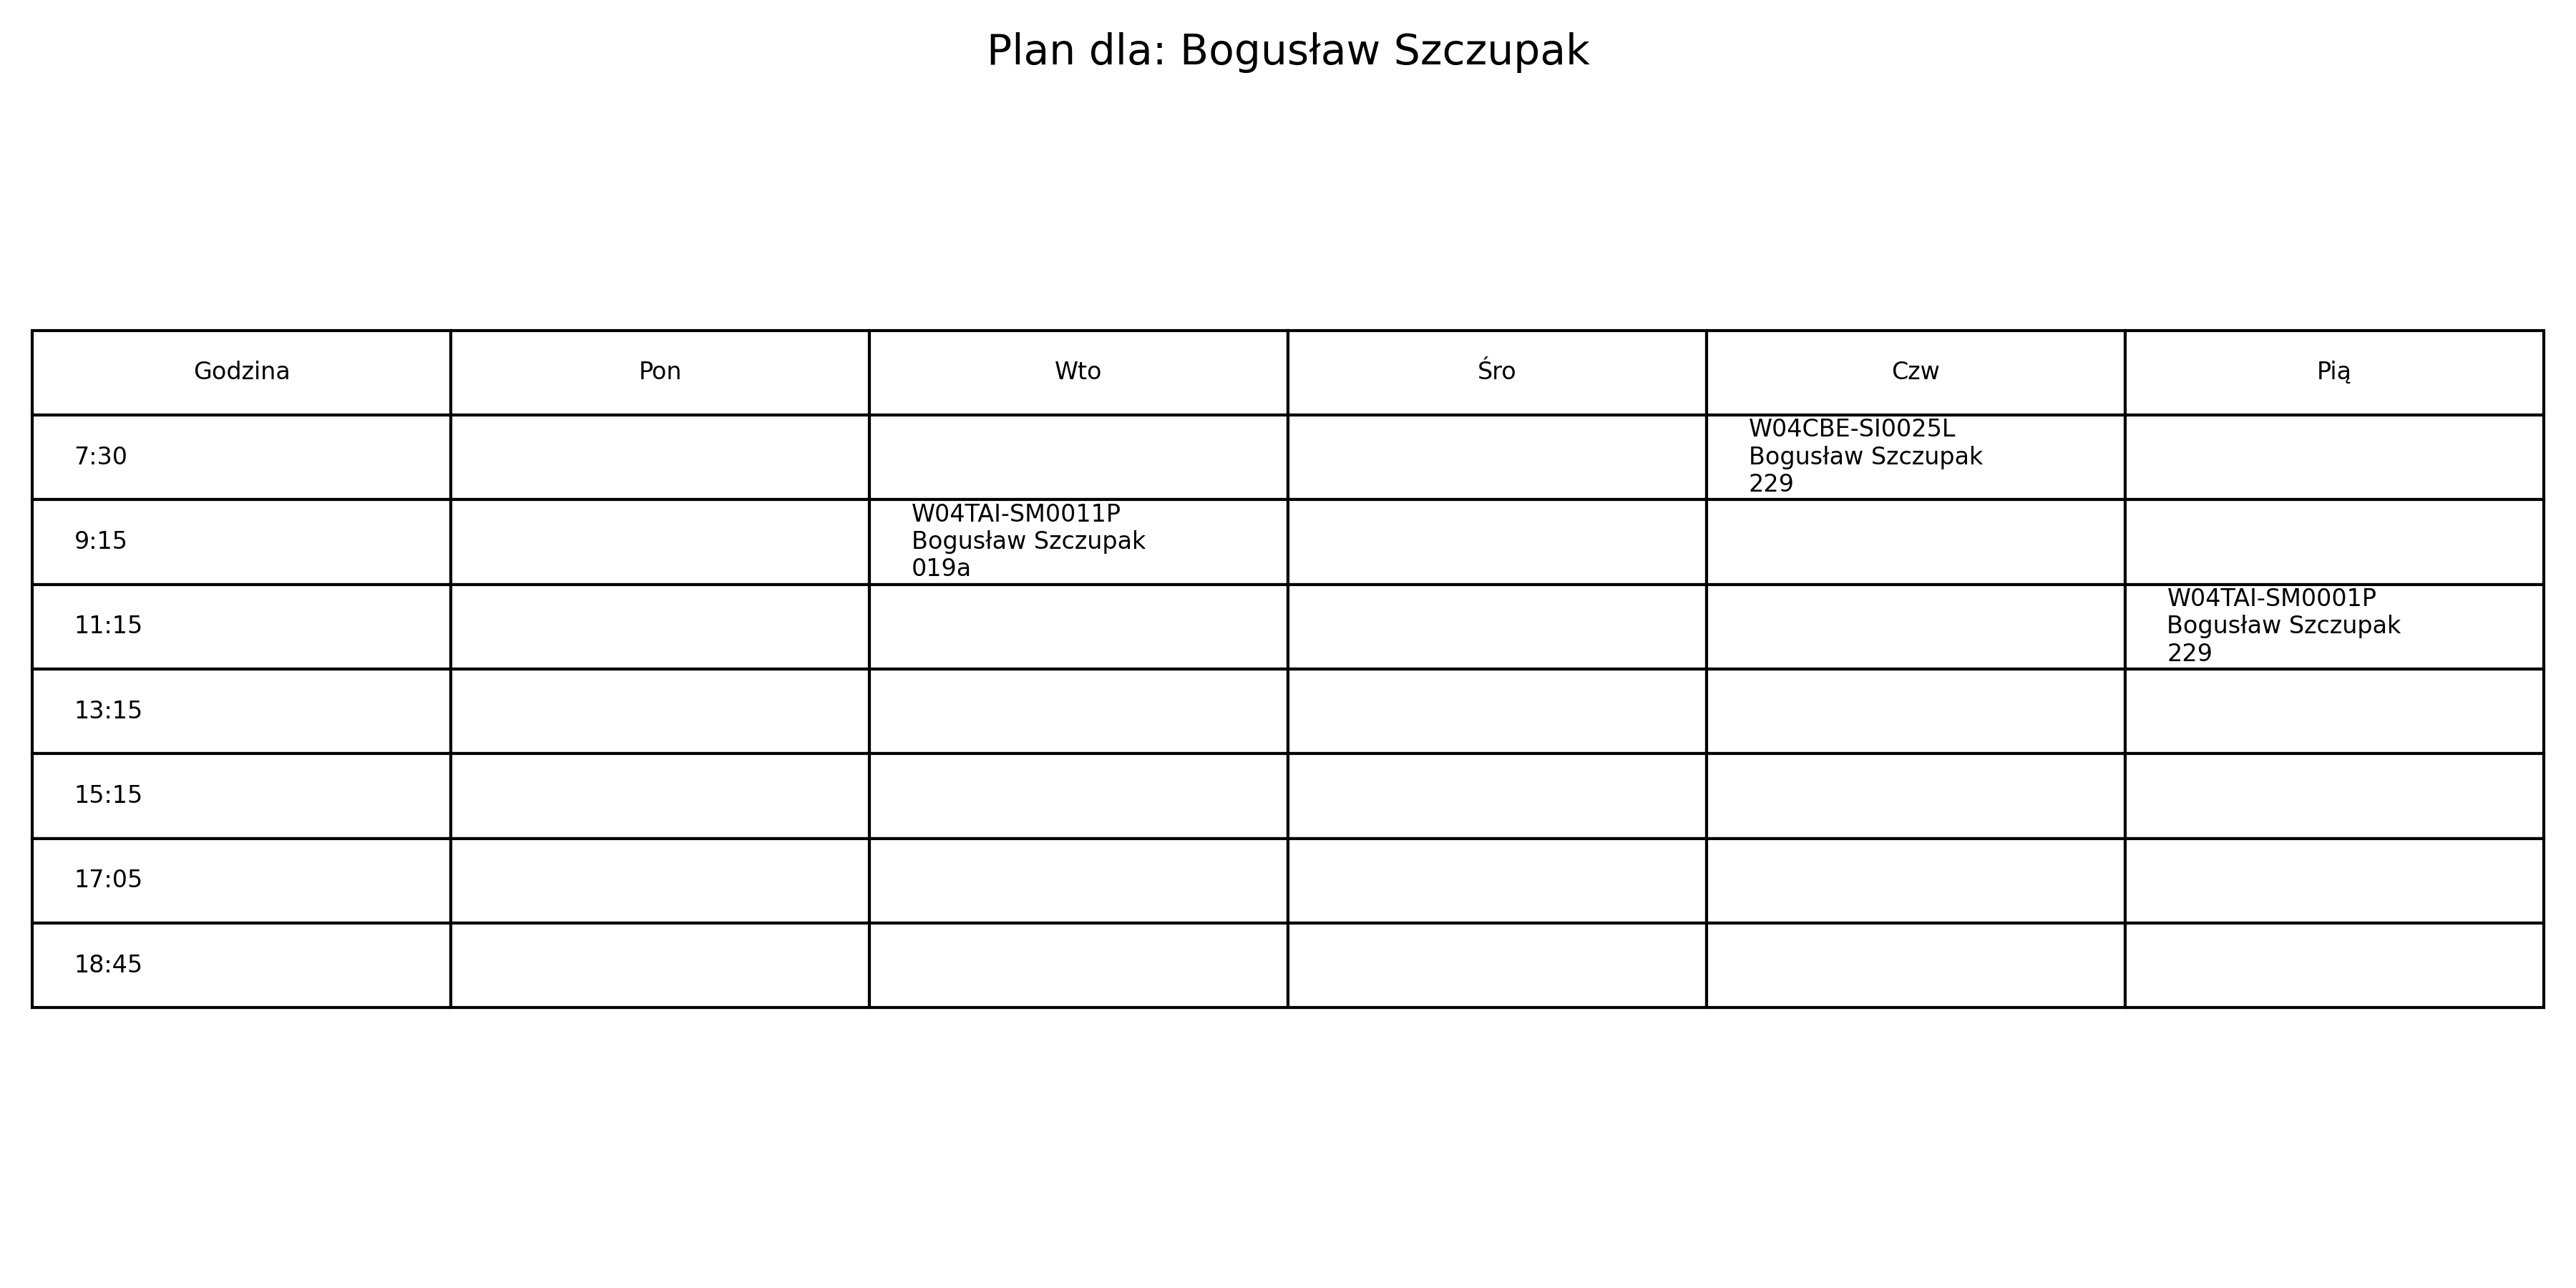 Plan dla: Bogusław Szczupak
Godzina Pon Wto Śro Czw Pią
7:30
W04CBE-SI0025L
Bogusław Szczupak
229
9:15
W04TAI-SM0011P
Bogusław Szczupak
019a
11:15
W04TAI-SM0001P
Bogusław Szczupak
229
13:15
15:15
17:05
18:45